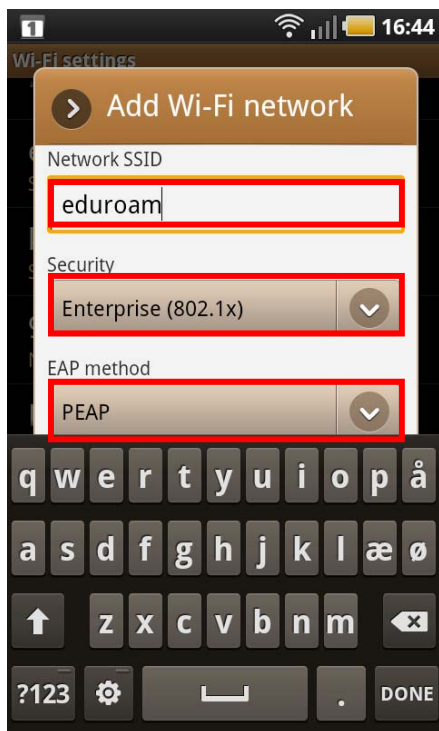 1 16:44
Wi-Fi settings
Add Wi-Fi network
Network SSID
eduroam
Security
Enterprise (802.1x)
EAP method
PEAP
q w e r t y u i o p å
a s d f g h j k l æ ø
z x c v b n m
?123 . DONE